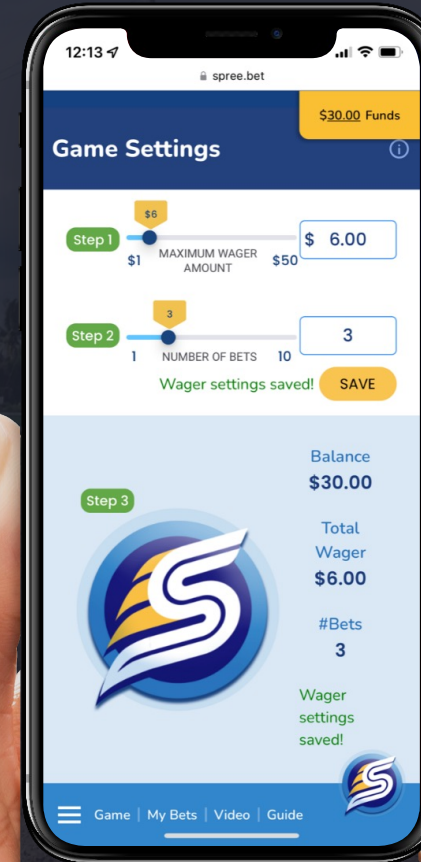 12:13
spree.bet
$30.00 Funds
Game Settings
$6
Step 1
$ 6.00
$1
MAXIMUM WAGER
AMOUNT
$50
3
Step 2
3
1
NUMBER OF BETS
10
Wager settings saved!
SAVE
Balance
$30.00
Step 3
Total
Wager
$6.00
#Bets
3
Wager
settings
saved!
Game | My Bets | Video | Guide